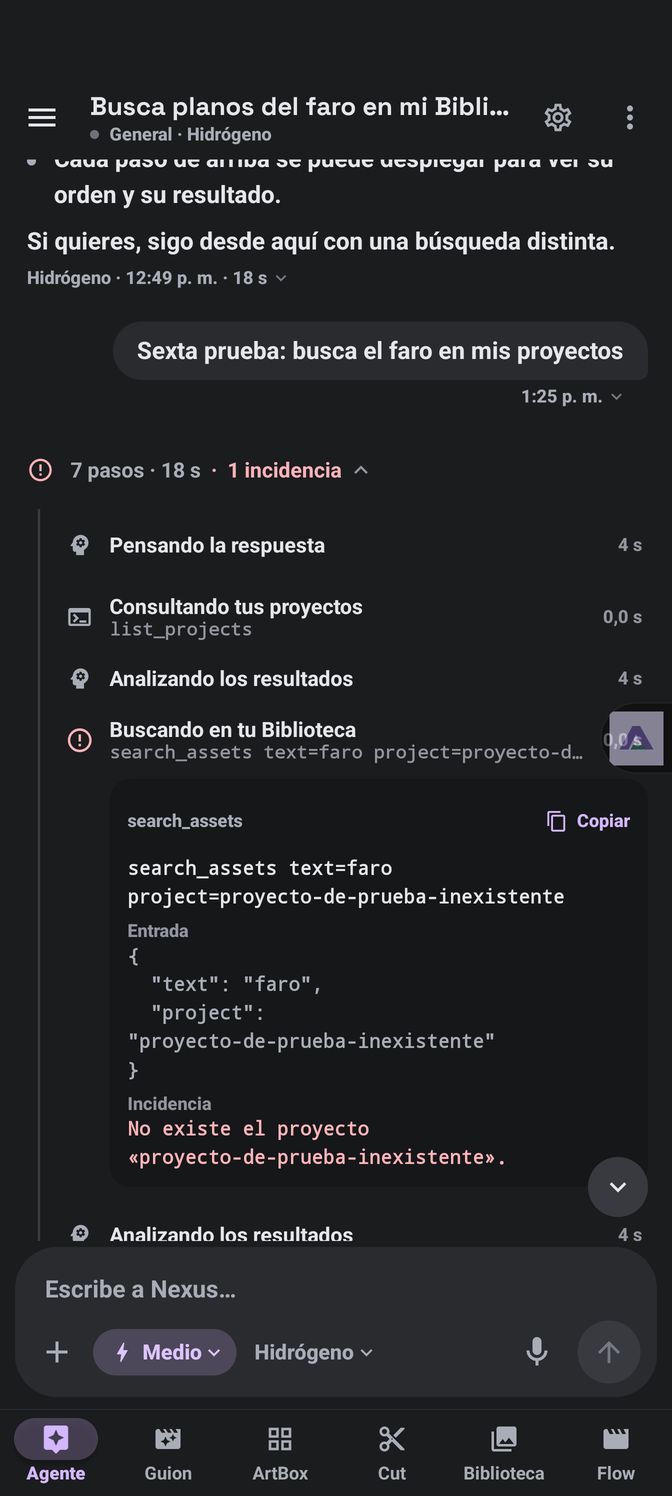 Busca planos del faro en mi Bibli...
General · Hidrógeno
Cada paso de arriba se puede desplegar para ver su
orden y su resultado.
Si quieres, sigo desde aquí con una búsqueda distinta.
Hidrógeno · 12:49 p. m. · 18 s
Sexta prueba: busca el faro en mis proyectos
1:25 p. m.
7 pasos · 18 s · 1 incidencia
Pensando la respuesta 4 s
Consultando tus proyectos
list_projects 0,0 s
Analizando los resultados 4 s
Buscando en tu Biblioteca
search_assets text=faro project=proyecto-d... 0,0 s
search_assets Copiar
search_assets text=faro
project=proyecto-de-prueba-inexistente
Entrada
{
"text": "faro",
"project":
"proyecto-de-prueba-inexistente"
}
Incidencia
No existe el proyecto
«proyecto-de-prueba-inexistente».
Analizando los resultados 4 s
Escribe a Nexus...
Medio Hidrógeno
Agente Guion ArtBox Cut Biblioteca Flow